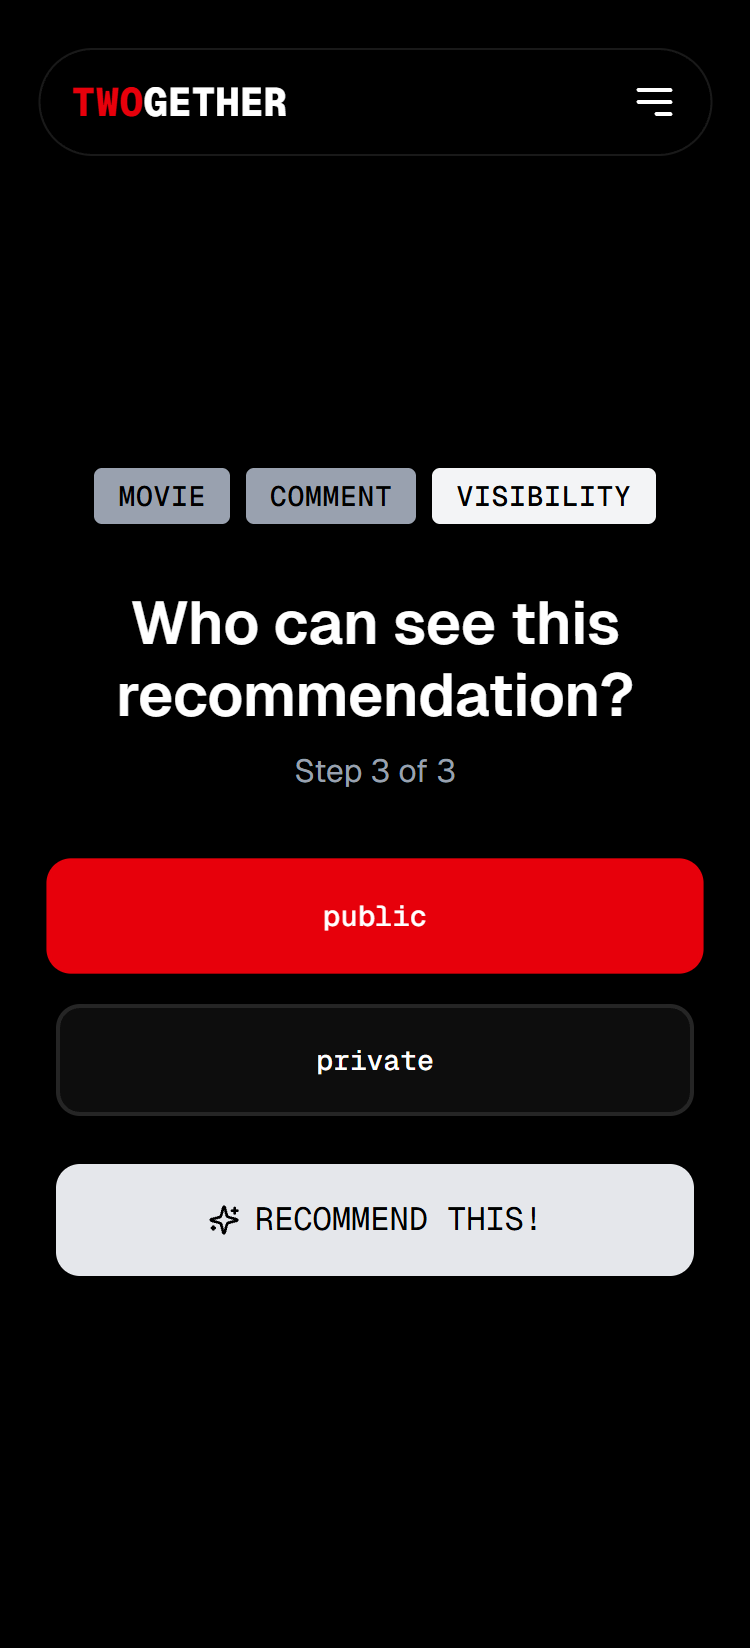 TWOGETHER
MOVIE COMMENT VISIBILITY
Who can see this
recommendation?
Step 3 of 3
public
private
RECOMMEND THIS!